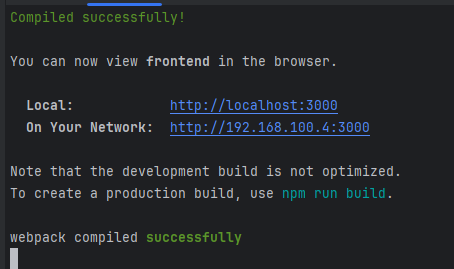 Compiled successfully!
You can now view frontend in the browser.
Local: http://localhost:3000
On Your Network: http://192.168.100.4:3000
Note that the development build is not optimized.
To create a production build, use npm run build.
webpack compiled successfully